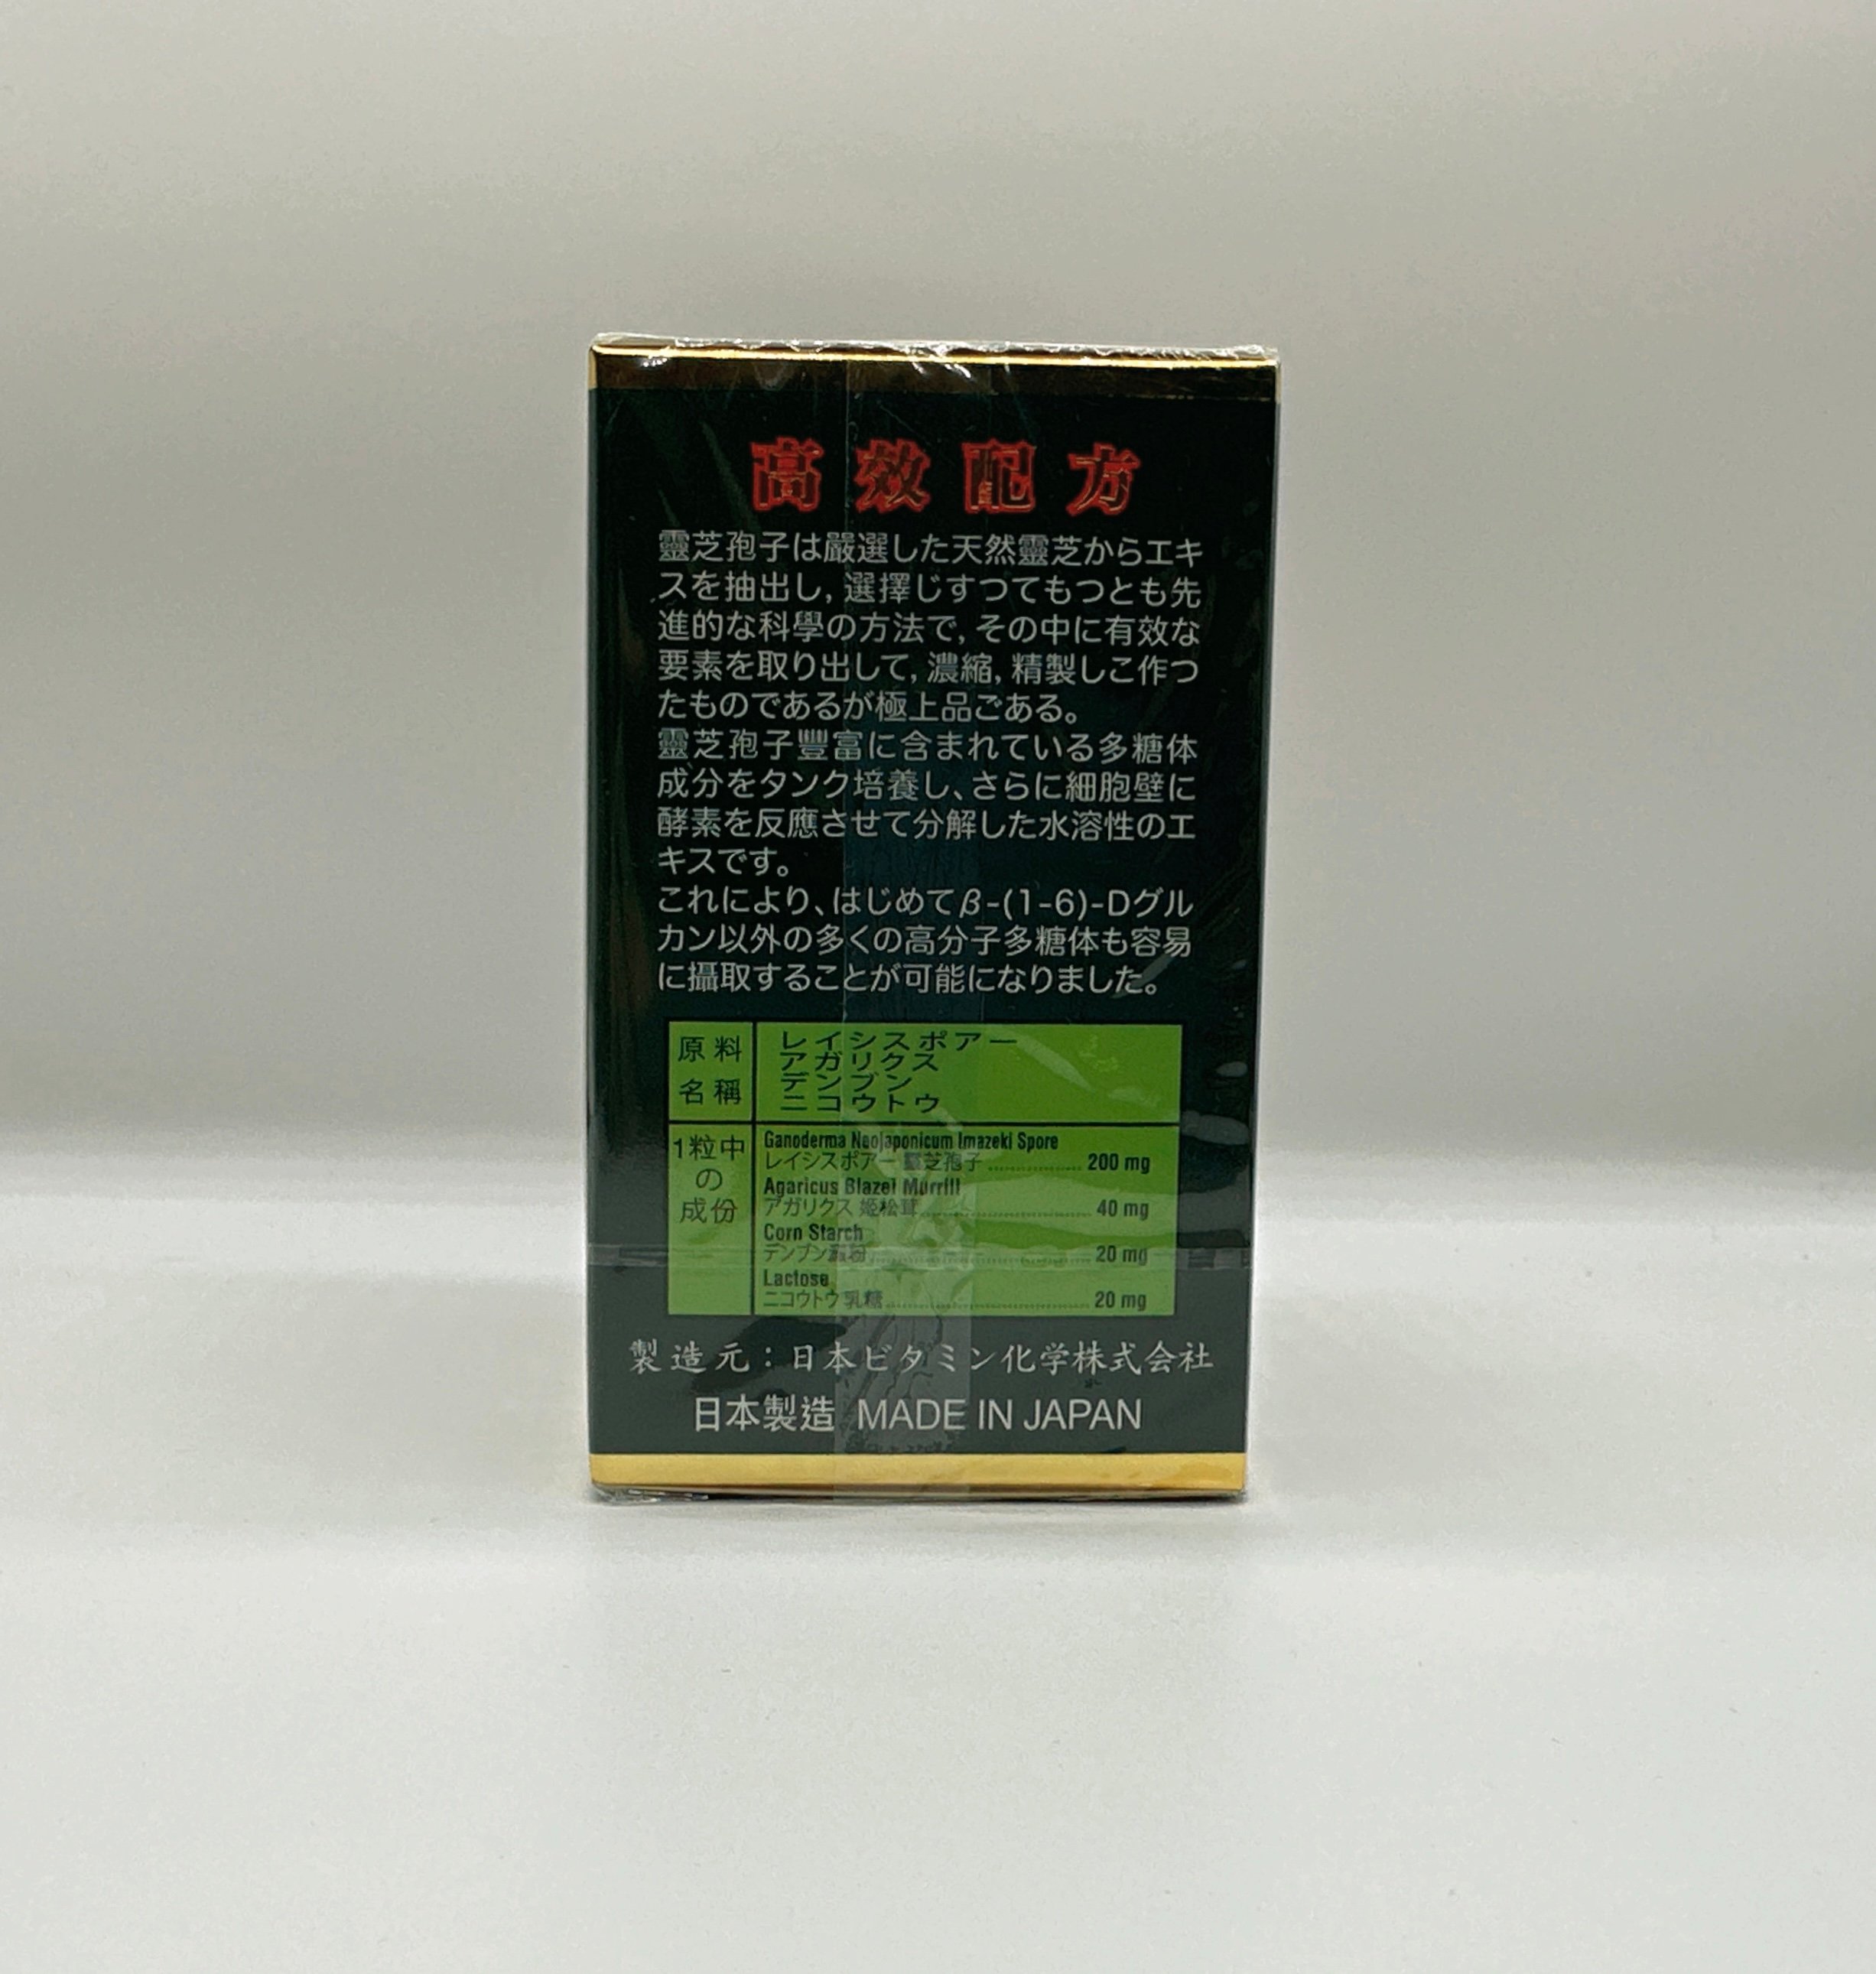 高效配方
靈芝孢子は嚴選した天然靈芝からエキ
スを抽出し, 選擇じすつてもつとも先
進的な科學の方法で, その中に有效な
要素を取り出して, 濃縮, 精製しこ作つ
たものであるが極上品ごある。
靈芝孢子豐富に含まれている多糖体
成分をタンク培養し、さらに細胞壁に
酵素を反應させて分解した水溶性のエ
キスです。
これにより、はじめてβ-(1-6)-Dグル
カン以外の多くの高分子多糖体も容易
に攝取することが可能になりました。
原料
名稱
レイシスポアー
アガリクス
デンブン
ニコウトウ
1粒中
の
成份
Ganoderma Neojaponicum Imazeki Spore
レイシスポアー 靈芝孢子 200 mg
Agaricus Blazei Murrill
アガリクス 姫松茸 40 mg
Corn Starch
デンブン澱粉 20 mg
Lactose
ニコウトウ乳糖 20 mg
製造元：日本ビタミン化学株式会社
日本製造 MADE IN JAPAN